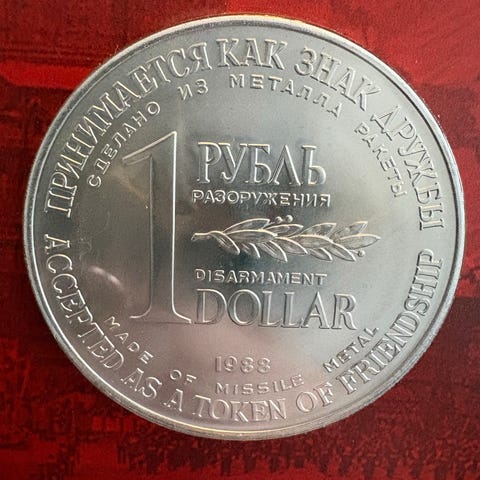 ПРИНИМАЕТСЯ КАК ЗНАК ДРУЖБЫ
СДЕЛАНО ИЗ МЕТАЛЛА РАКЕТЫ
1
РУБЛЬ
РАЗОРУЖЕНИЯ
DISARMAMENT
DOLLAR
1988
MADE OF MISSILE METAL
ACCEPTED AS A TOKEN OF FRIENDSHIP